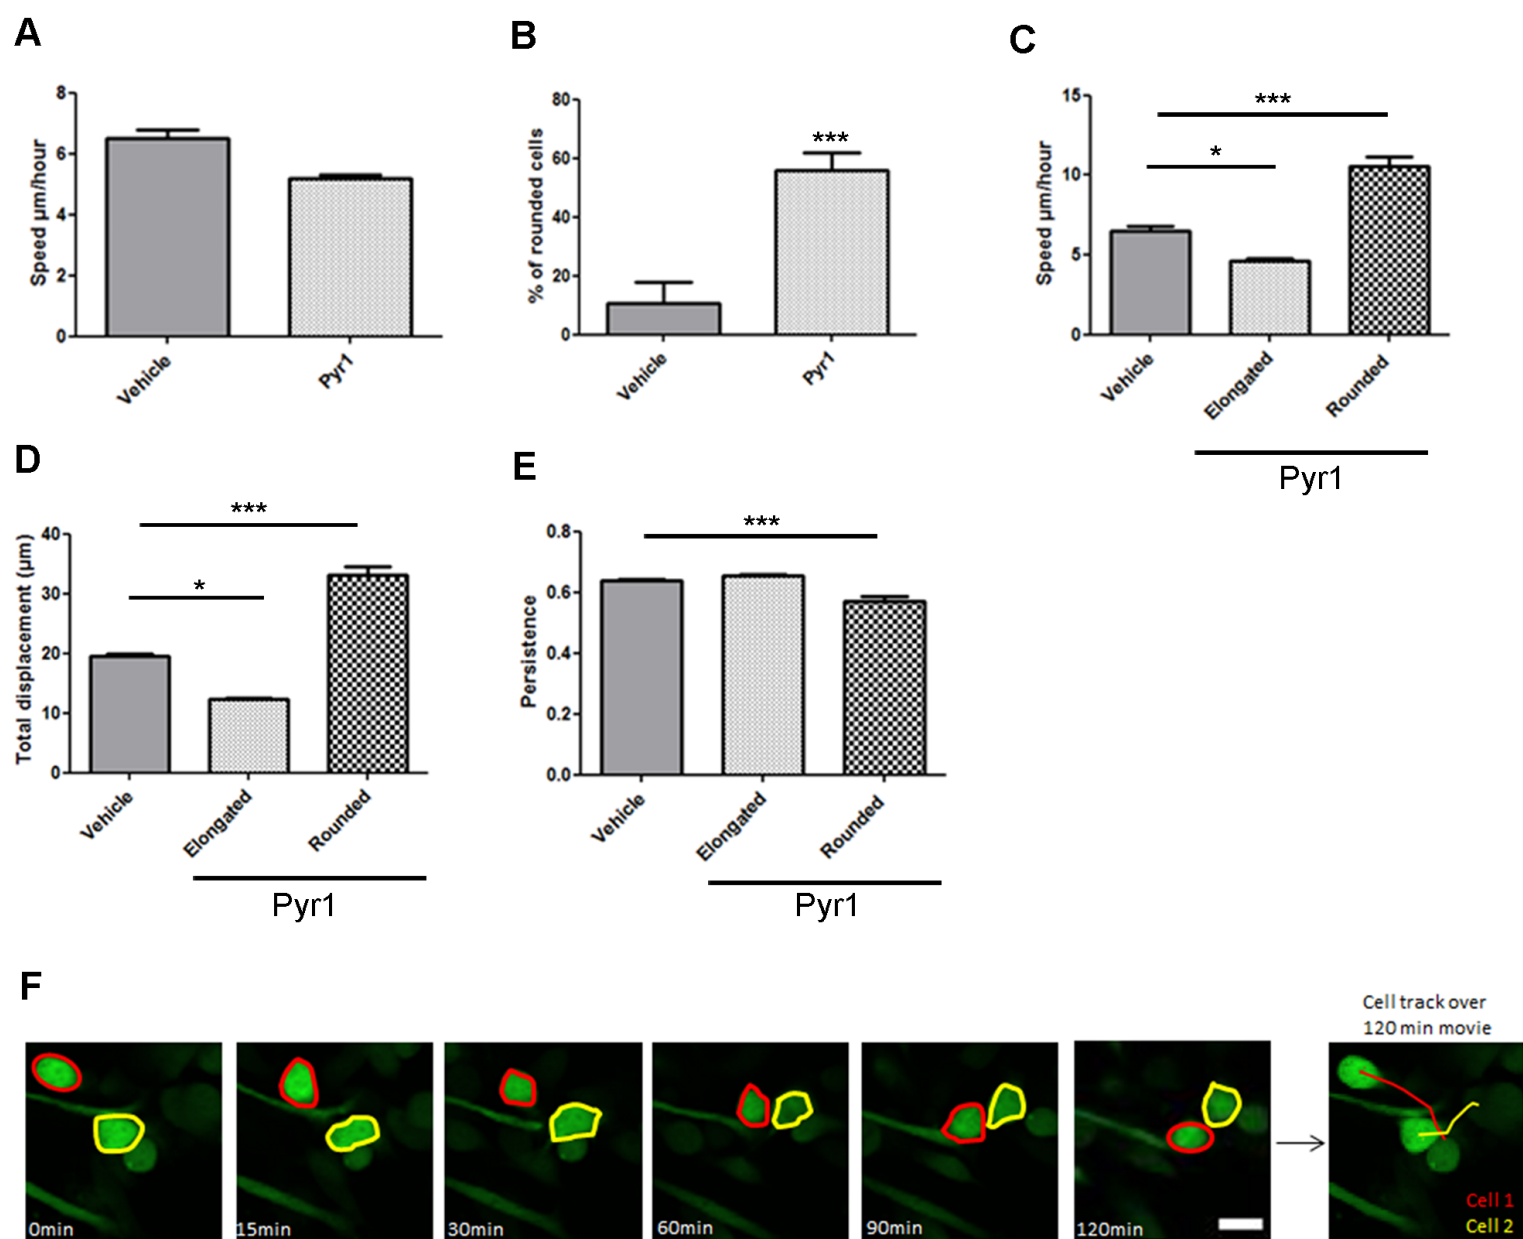 A
Speed µm/hour
8
6
4
2
0
Vehicle
Pyr1
B
% of rounded cells
80
60
40
20
0
***
Vehicle
Pyr1
C
Speed µm/hour
15
10
5
0
***
*
Vehicle
Elongated
Rounded
Pyr1
D
Total displacement (µm)
40
30
20
10
0
***
*
Vehicle
Elongated
Rounded
Pyr1
E
Persistence
0.8
0.6
0.4
0.2
0.0
***
Vehicle
Elongated
Rounded
Pyr1
F
Cell track over
120 min movie
0min
15min
30min
60min
90min
120min
Cell 1
Cell 2